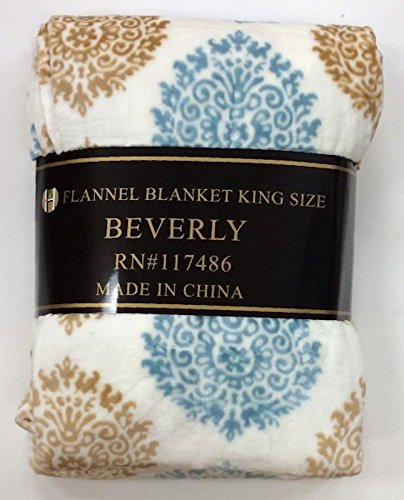 H FLANNEL BLANKET KING SIZE
BEVERLY
RN#117486
MADE IN CHINA